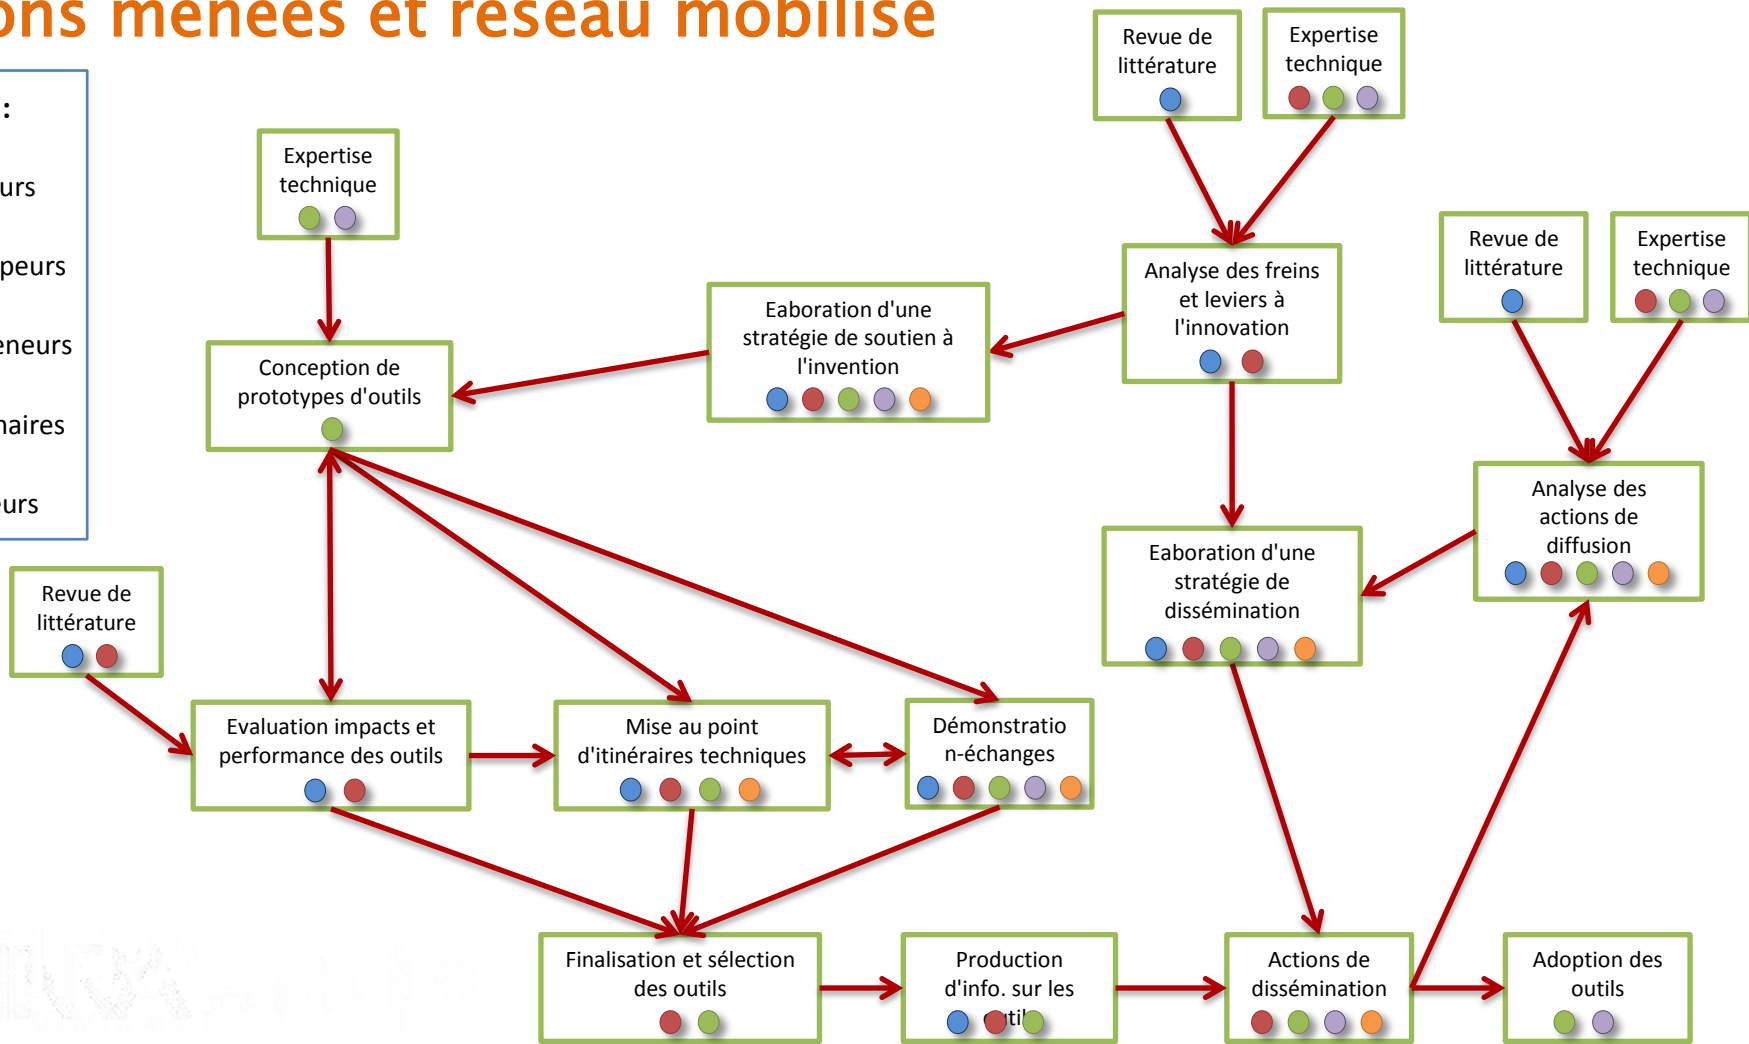 ons menées et réseau mobilisé
:
urs
peurs
eneurs
naires
eurs
Revue de
littérature
Expertise
technique
Expertise
technique
Revue de
littérature
Expertise
technique
Analyse des freins
et leviers à
l'innovation
Eaboration d'une
stratégie de soutien à
l'invention
Conception de
prototypes d'outils
Analyse des
actions de
diffusion
Eaboration d'une
stratégie de
dissémination
Revue de
littérature
Evaluation impacts et
performance des outils
Mise au point
d'itinéraires techniques
Démonstratio
n-échanges
Finalisation et sélection
des outils
Production
d'info. sur les
Actions de
dissémination
Adoption des
outils